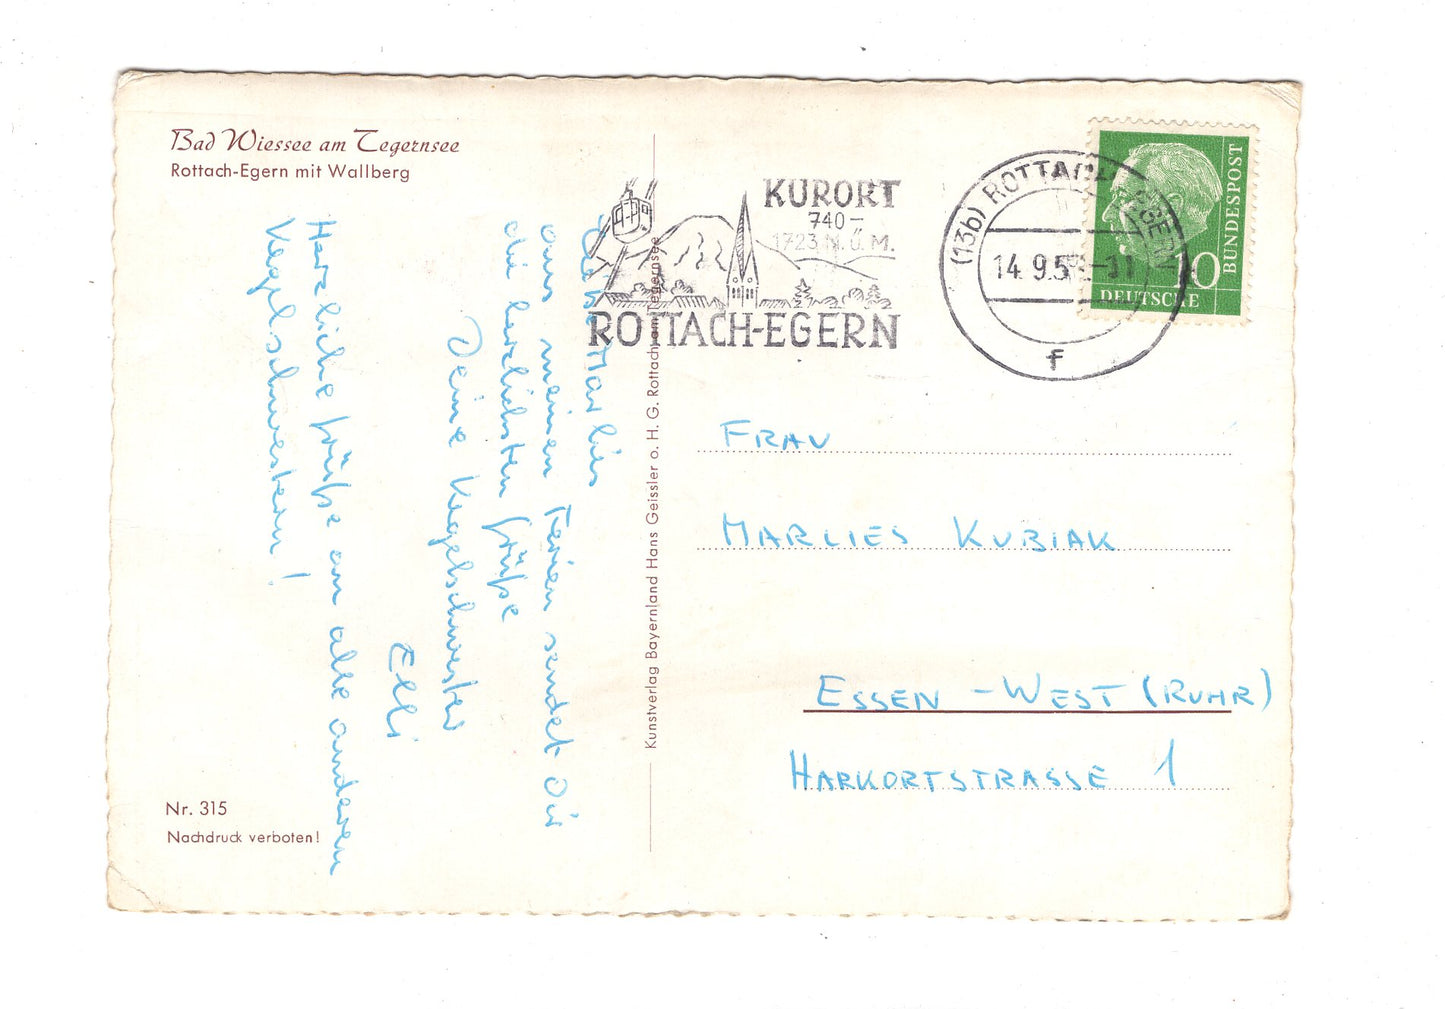 Bad Wiessee am Tegernsee
Rottach-Egern mit Wallberg
Liebe Marlies
aus meinen Ferien sendet Dir
die herzlichsten Grüße
Deine Kegelschwester
Elli
Herzliche Grüße an alle anderen
Kegelschwestern!
Nr. 315
Nachdruck verboten!
Kunstverlag Bayernland Hans Geissler o. H. G. Rottach am Tegernsee
KURORT
740-
1723 N.Ü.M.
ROTTACH-EGERN
(13b) ROTTACH-EGERN
14.9.5
f
10
DEUTSCHE
BUNDESPOST
FRAU
MARLIES KUBIAK
ESSEN-WEST (RUHR)
HARKORTSTRASSE 1